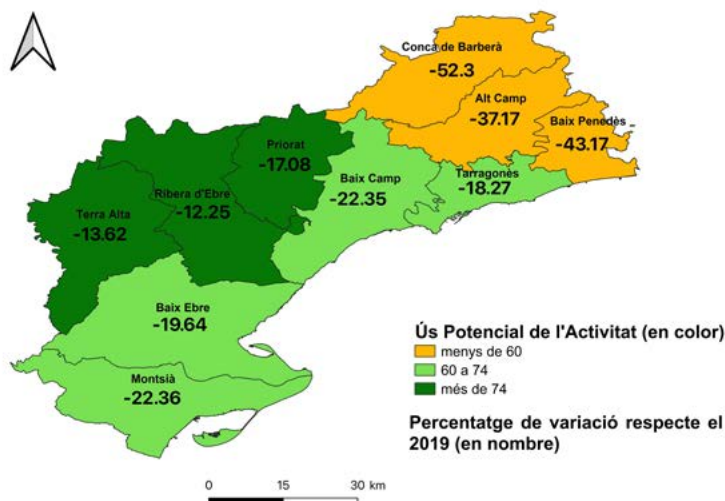 Conca de Barberà
-52.3
Alt Camp
-37.17
Baix Penedès
-43.17
Priorat
-17.08
Baix Camp
-22.35
Tarragonès
-18.27
Ribera d'Ebre
-12.25
Terra Alta
-13.62
Baix Ebre
-19.64
Montsià
-22.36
Ús Potencial de l'Activitat (en color)
menys de 60
60 a 74
més de 74
Percentatge de variació respecte el
2019 (en nombre)
0 15 30 km